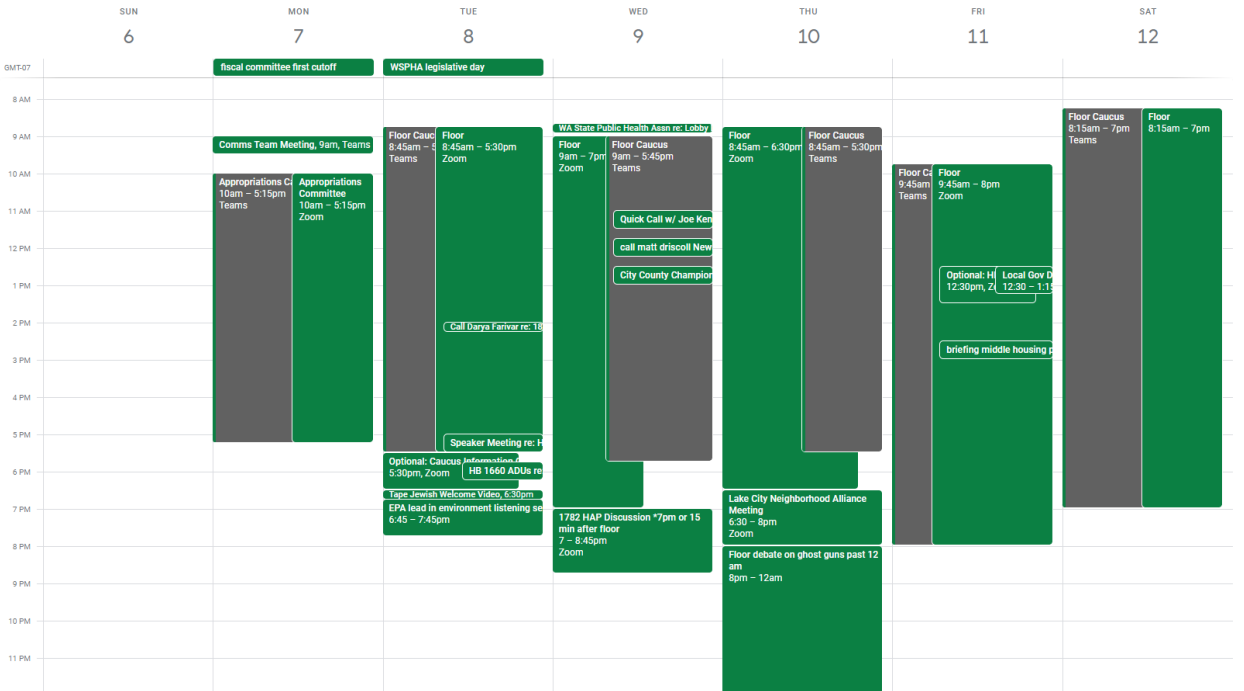 SUN
MON
TUE
WED
THU
FRI
SAT
6
7
8
9
10
11
12
GMT-07
fiscal committee first cutoff
WSPHA legislative day
8 AM
9 AM
10 AM
11 AM
12 PM
1 PM
2 PM
3 PM
4 PM
5 PM
6 PM
7 PM
8 PM
9 PM
10 PM
11 PM
Comms Team Meeting, 9am, Teams
Appropriations Ca
10am – 5:15pm
Teams
Appropriations
Committee
10am – 5:15pm
Zoom
Floor Cauc
8:45am – 5
Teams
Floor
8:45am – 5:30pm
Zoom
Call Darya Farivar re: 18
Speaker Meeting re: H
Optional: Caucus Information
5:30pm, Zoom
HB 1660 ADUs re
Tape Jewish Welcome Video, 6:30pm
EPA lead in environment listening se
6:45 – 7:45pm
WA State Public Health Assn re: Lobby
Floor
9am – 7pm
Zoom
Floor Caucus
9am – 5:45pm
Teams
Quick Call w/ Joe Ken
call matt driscoll New
City County Champion
1782 HAP Discussion *7pm or 15
min after floor
7 – 8:45pm
Zoom
Floor
8:45am – 6:30pm
Zoom
Floor Caucus
8:45am – 5:30pm
Teams
Lake City Neighborhood Alliance
Meeting
6:30 – 8pm
Zoom
Floor debate on ghost guns past 12
am
8pm – 12am
Floor Ca
9:45am
Teams
Floor
9:45am – 8pm
Zoom
Optional: H
12:30pm, Zo
Local Gov D
12:30 – 1:15
briefing middle housing p
Floor Caucus
8:15am – 7pm
Teams
Floor
8:15am – 7pm